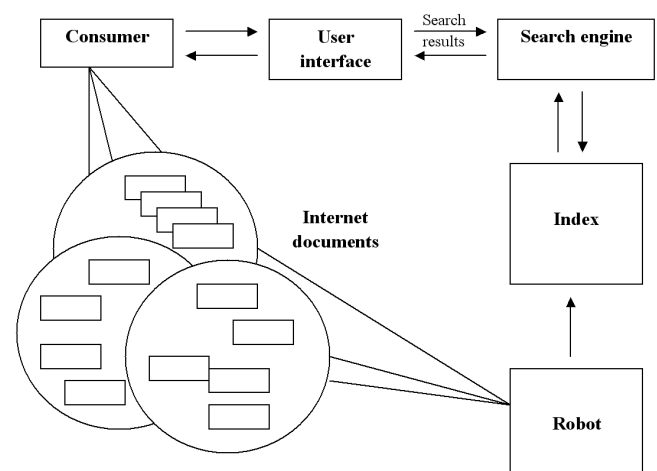 Consumer
User
interface
Search
results
Search engine
Internet
documents
Index
Robot